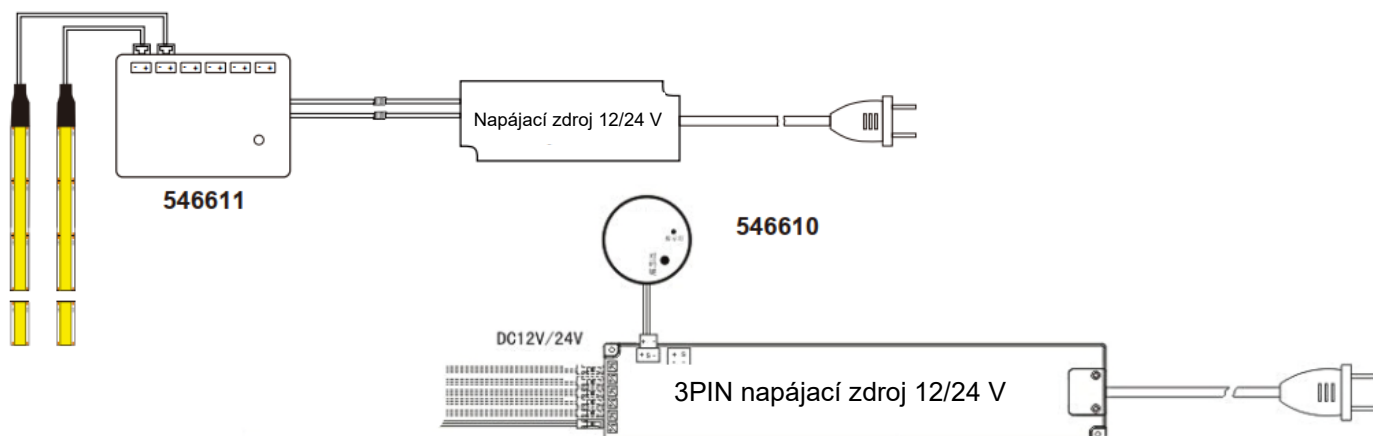 - + - + - + - + - + - +
Napájací zdroj 12/24 V
546611
546610
DC12V/24V
+ S -
3PIN napájací zdroj 12/24 V